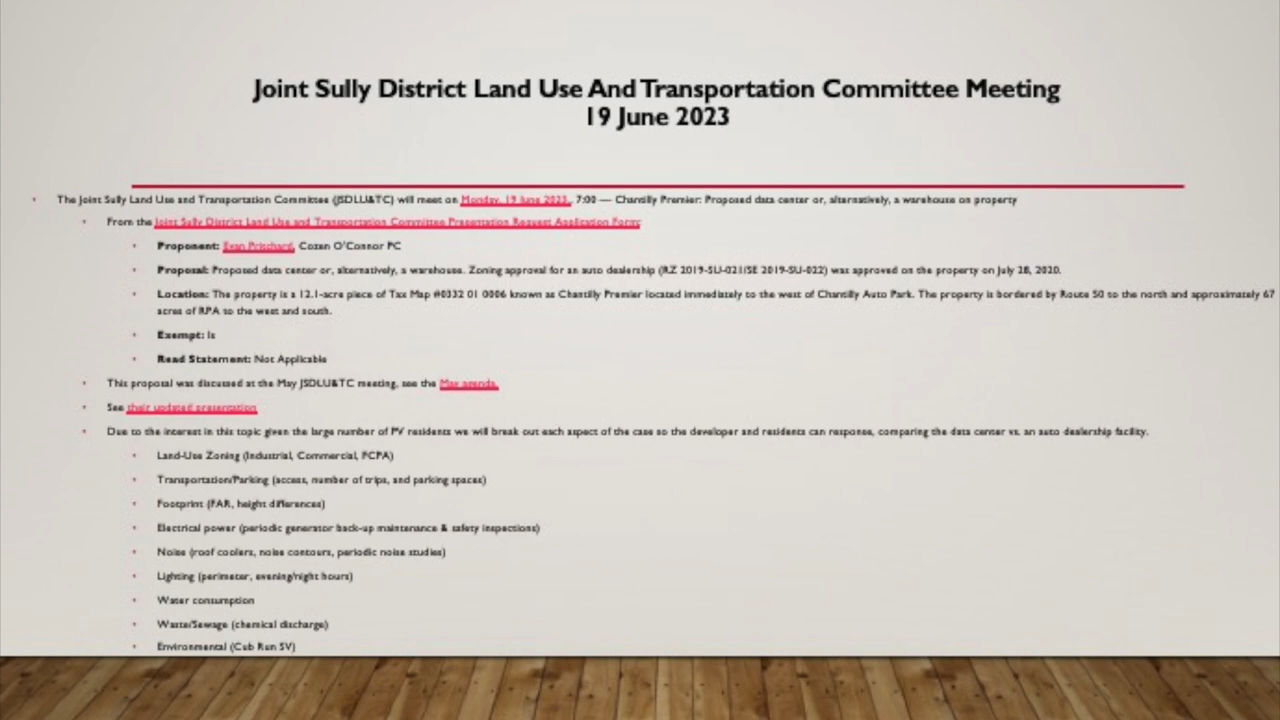 Joint Sully District Land Use And Transportation Committee Meeting
19 June 2023
The Joint Sully Land Use and Transportation Committee (JSDLU&TC) will meet on Monday, 19 June 2023, 7:00 — Chantilly Premier: Proposed data center or, alternatively, a warehouse on property
From the Joint Sully District Land Use and Transportation Committee Presentation Request Application Form:
Proponent: Evan Pritchard, Cozen O'Connor PC
Proposal: Proposed data center or, alternatively, a warehouse. Zoning approval for an auto dealership (RZ 2019-SU-021/SE 2019-SU-022) was approved on the property on July 28, 2020.
Location: The property is a 12.1-acre piece of Tax Map #0332 01 0006 known as Chantilly Premier located immediately to the west of Chantilly Auto Park. The property is bordered by Route 50 to the north and approximately 67
acres of RPA to the west and south.
Exempt: Is
Read Statement: Not Applicable
This proposal was discussed at the May JSDLU&TC meeting, see the May agenda.
See their updated presentation
Due to the interest in this topic given the large number of PV residents we will break out each aspect of the case so the developer and residents can response, comparing the data center vs. an auto dealership facility.
Land-Use Zoning (Industrial, Commercial, FCPA)
Transportation/Parking (access, number of trips, and parking spaces)
Footprint (FAR, height differences)
Electrical power (periodic generator back-up maintenance & safety inspections)
Noise (roof coolers, noise contours, periodic noise studies)
Lighting (perimeter, evening/night hours)
Water consumption
Waste/Sewage (chemical discharge)
Environmental (Cub Run SV)